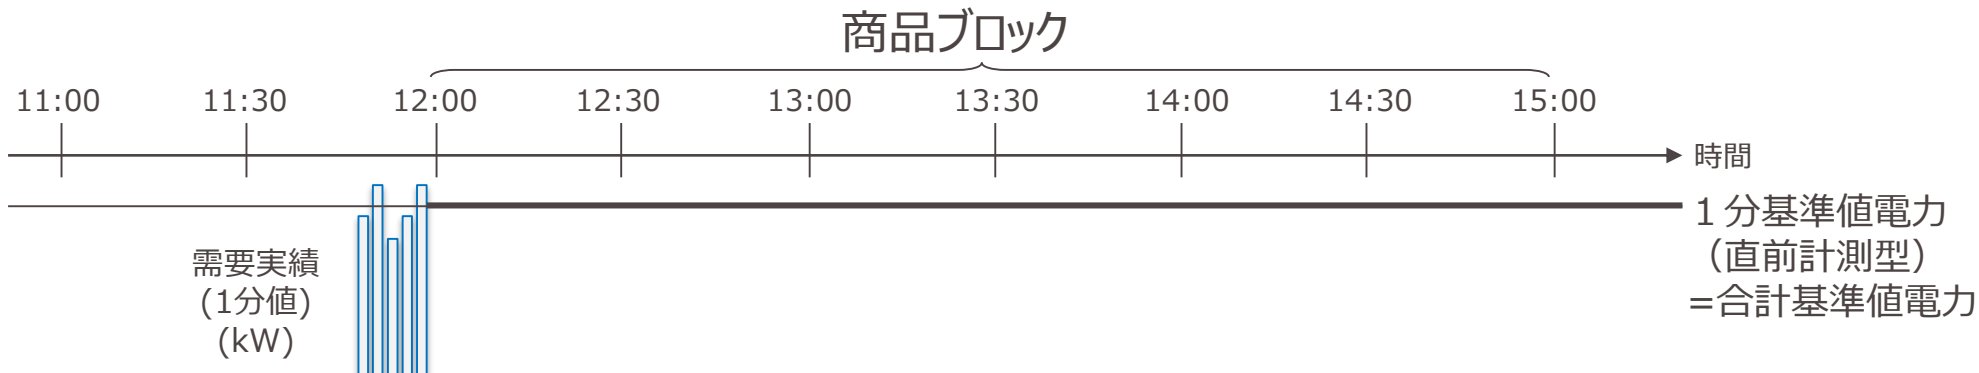 商品ブロック
11:00 11:30 12:00 12:30 13:00 13:30 14:00 14:30 15:00
時間
１分基準値電力
（直前計測型）
=合計基準値電力
需要実績
(1分値)
(kW)